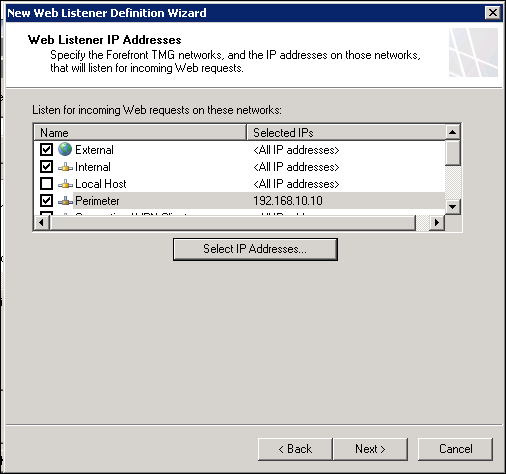 New Web Listener Definition Wizard
Web Listener IP Addresses
Specify the Forefront TMG networks, and the IP addresses on those networks,
that will listen for incoming Web requests.
Listen for incoming Web requests on these networks:
Name Selected IPs
External <All IP addresses>
Internal <All IP addresses>
Local Host <All IP addresses>
Perimeter 192.168.10.10
Select IP Addresses...
< Back Next > Cancel